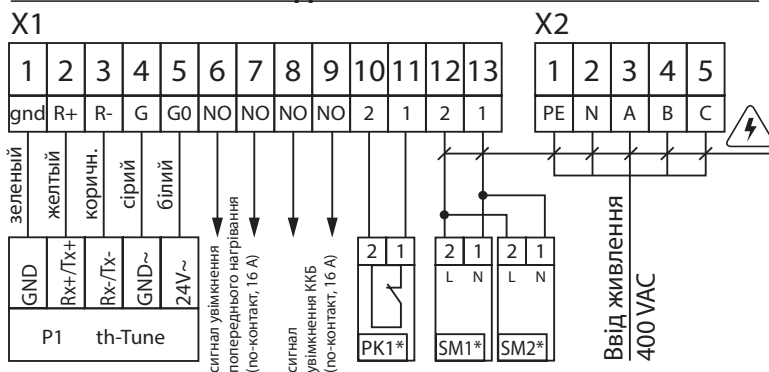 X1
X2
1 2 3 4 5 6 7 8 9 10 11 12 13
1 2 3 4 5
gnd R+ R- G G0 NO NO NO NO 2 1 2 1
PE N A B C
зеленый
желтый
коричн.
сірий
білий
GND
Rx+/Tx+
Rx-/Tx-
GND~
24V~
P1 th-Tune
сигнал увімкнення
попереднього нагрівання
(no-контакт, 16 А)
сигнал
увімкнення ККБ
(no-контакт, 16 А)
2 1
PK1*
2 1
L N
SM1*
2 1
L N
SM2*
Ввід живлення
400 VAC